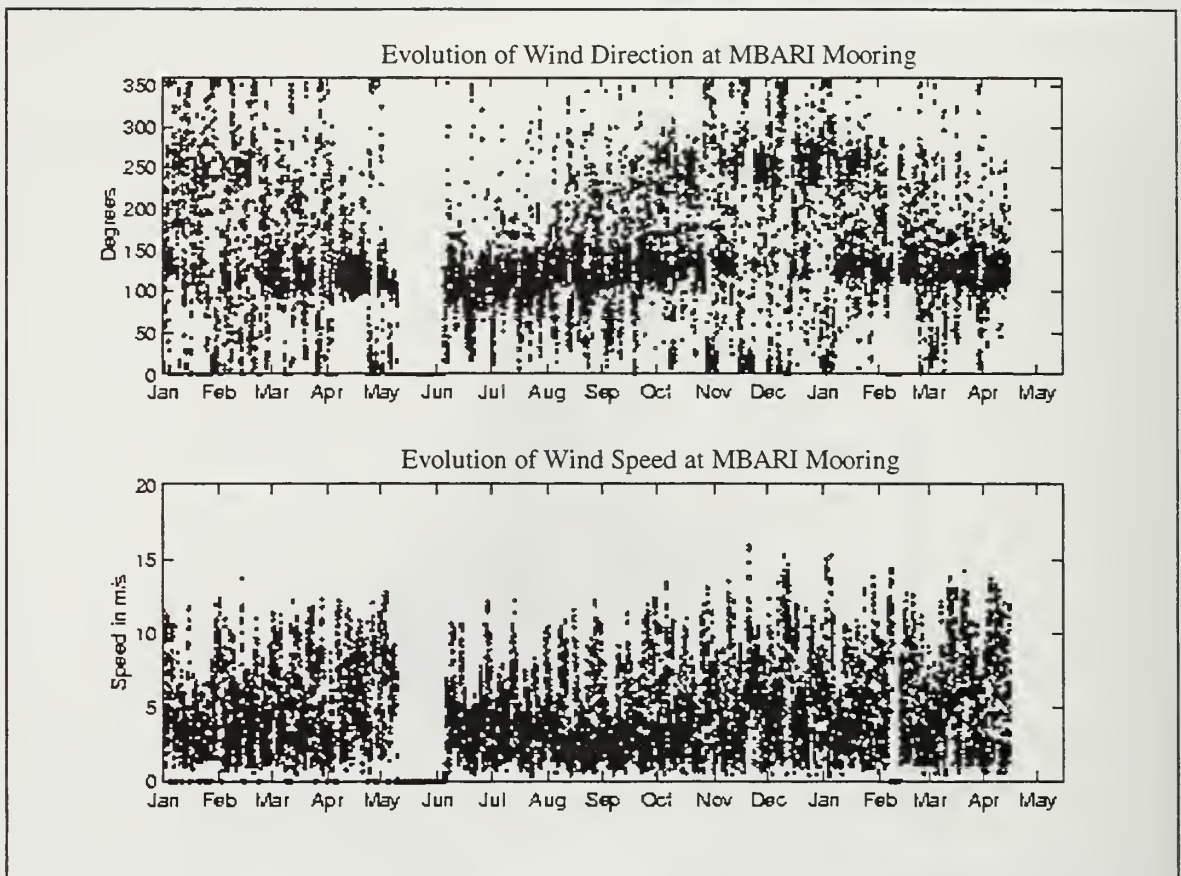 Evolution of Wind Direction at MBARI Mooring
350
300
250
200
150
100
50
0
Degrees
Jan Feb Mar Apr May Jun Jul Aug Sep Oct Nov Dec Jan Feb Mar Apr May
Evolution of Wind Speed at MBARI Mooring
20
15
10
5
0
Speed in m/s
Jan Feb Mar Apr May Jun Jul Aug Sep Oct Nov Dec Jan Feb Mar Apr May